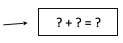 ? + ? = ?